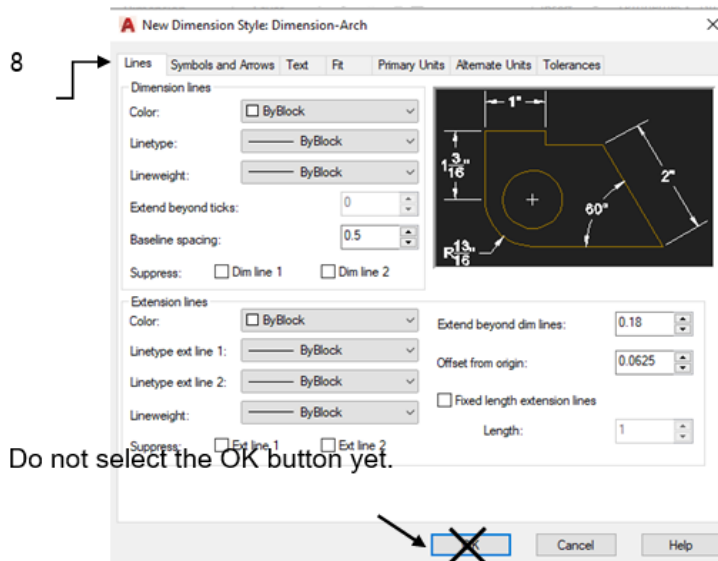 New Dimension Style: Dimension-Arch
8
Lines Symbols and Arrows Text Fit Primary Units Alternate Units Tolerances
Dimension lines
Color: ByBlock
Linetype: ByBlock
Lineweight: ByBlock
Extend beyond ticks: 0
Baseline spacing: 0.5
Suppress: Dim line 1 Dim line 2
1"
1 3/16"
2"
60°
R13/16"
Extension lines
Color: ByBlock
Linetype ext line 1: ByBlock
Linetype ext line 2: ByBlock
Lineweight: ByBlock
Suppress: Ext line 1 Ext line 2
Extend beyond dim lines: 0.18
Offset from origin: 0.0625
Fixed length extension lines
Length: 1
Do not select the OK button yet.
Cancel Help